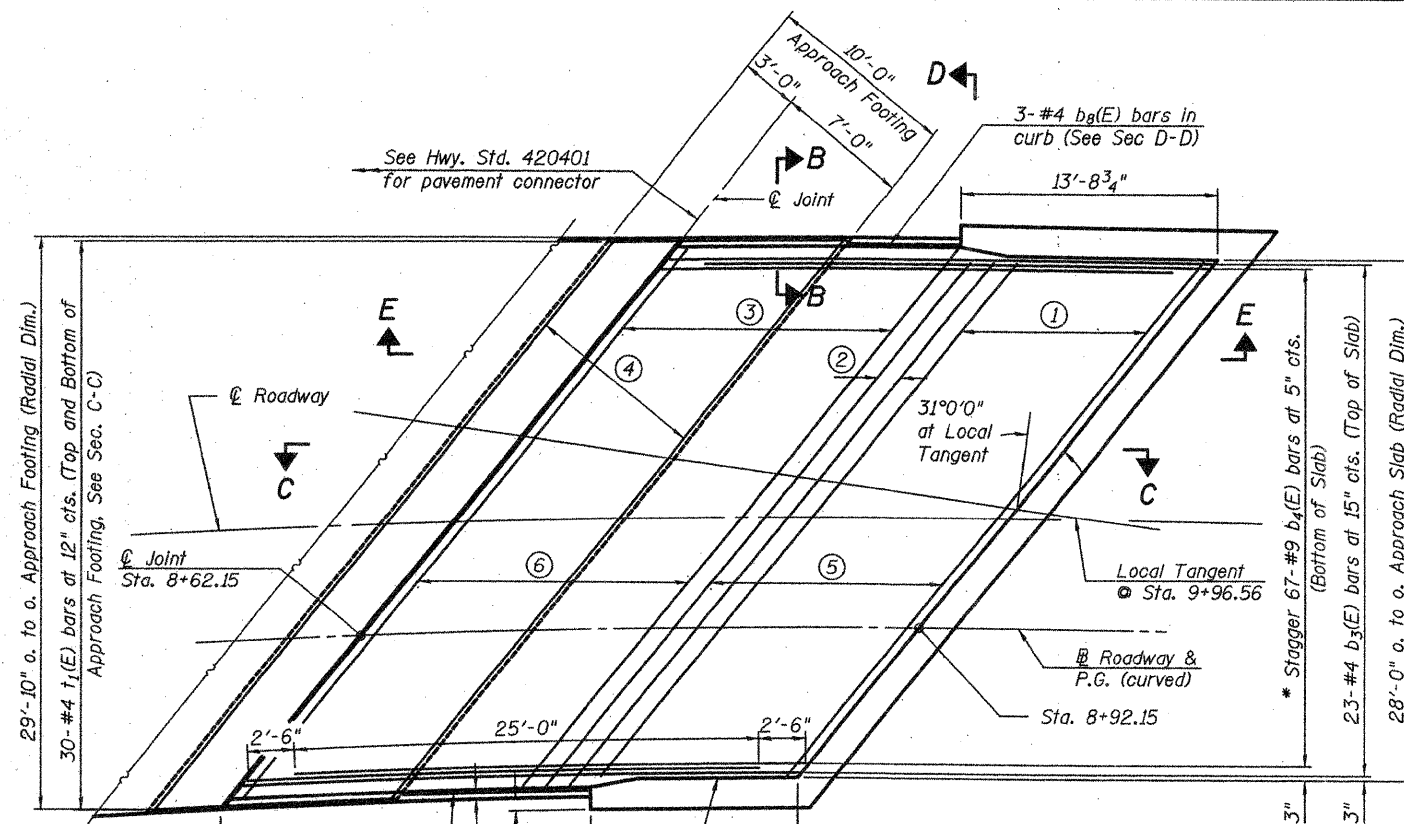 10'-0"
Approach Footing
3'-0"
7'-0"
D
3-#4 b8(E) bars in
curb (See Sec D-D)
See Hwy. Std. 420401
for pavement connector
B
℄ Joint
13'-8 3/4"
B
E
E
③
①
④
②
℄ Roadway
31°0'0"
at Local
Tangent
C
C
℄ Joint
Sta. 8+62.15
⑥
⑤
Local Tangent
@ Sta. 9+96.56
℔ Roadway &
P.G. (curved)
Sta. 8+92.15
2'-6"
25'-0"
2'-6"
29'-10" o. to o. Approach Footing (Radial Dim.)
30-#4 t1(E) bars at 12" cts. (Top and Bottom of
Approach Footing, See Sec. C-C)
* Stagger 67-#9 b4(E) bars at 5" cts.
(Bottom of Slab)
23-#4 b3(E) bars at 15" cts. (Top of Slab)
28'-0" o. to o. Approach Slab (Radial Dim.)
3"
3"